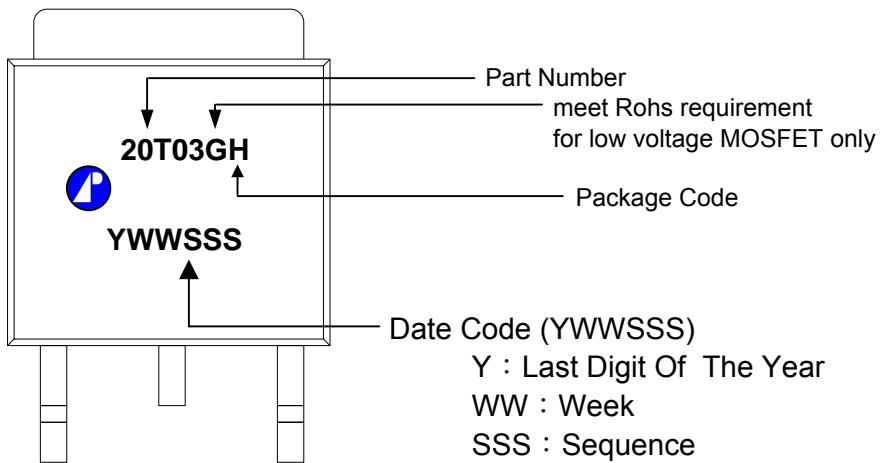 Part Number
meet Rohs requirement
for low voltage MOSFET only
20T03GH
Package Code
YWWSSS
Date Code (YWWSSS)
Y：Last Digit Of The Year
WW：Week
SSS：Sequence